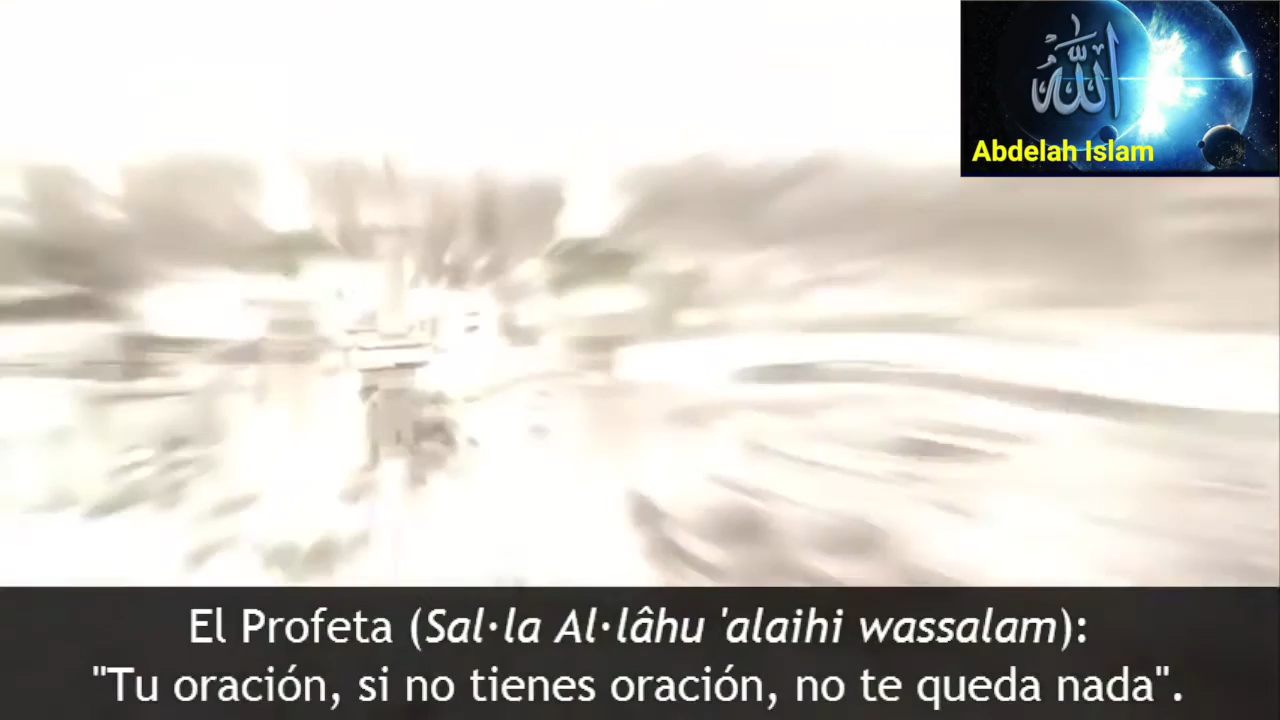 الله
Abdelah Islam
El Profeta (Sal·la Al·lâhu 'alaihi wassalam):
"Tu oración, si no tienes oración, no te queda nada".